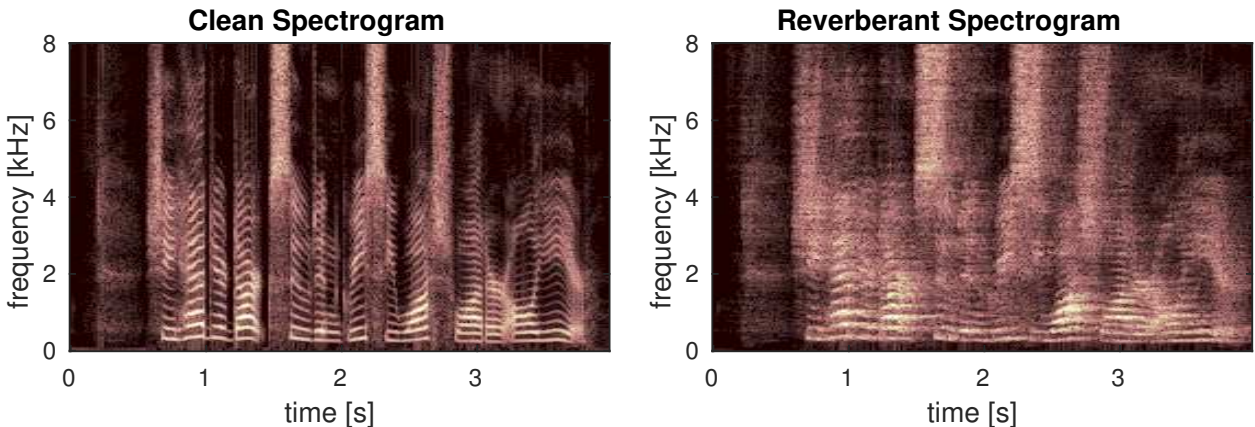 Clean Spectrogram
8
6
4
2
0
frequency [kHz]
0 1 2 3
time [s]
Reverberant Spectrogram
8
6
4
2
0
frequency [kHz]
0 1 2 3
time [s]